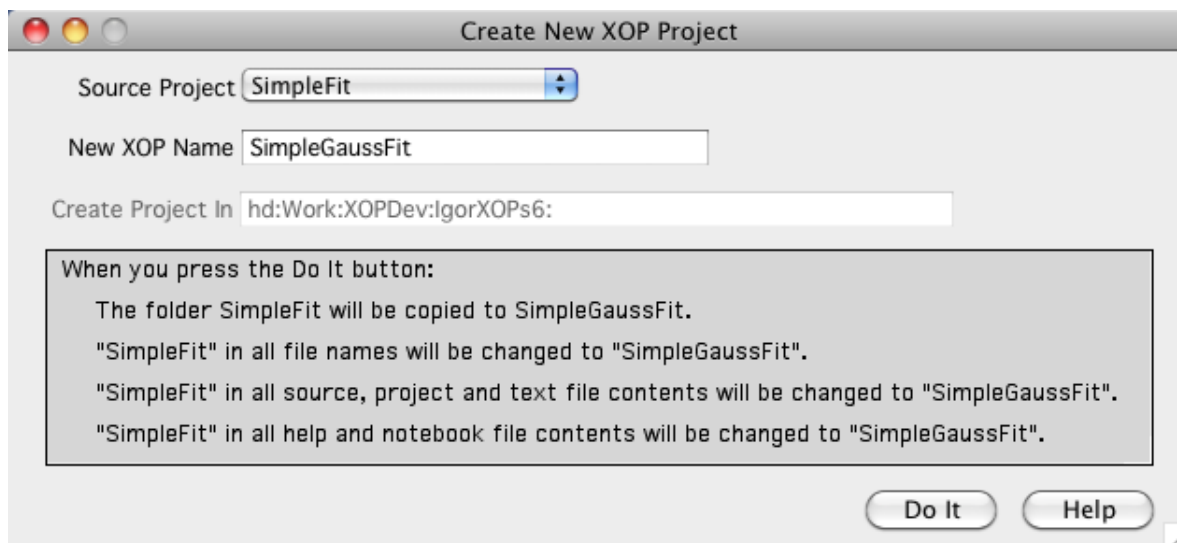 Create New XOP Project
Source Project SimpleFit
New XOP Name SimpleGaussFit
Create Project In hd:Work:XOPDev:IgorXOPs6:
When you press the Do It button:
The folder SimpleFit will be copied to SimpleGaussFit.
"SimpleFit" in all file names will be changed to "SimpleGaussFit".
"SimpleFit" in all source, project and text file contents will be changed to "SimpleGaussFit".
"SimpleFit" in all help and notebook file contents will be changed to "SimpleGaussFit".
Do It Help